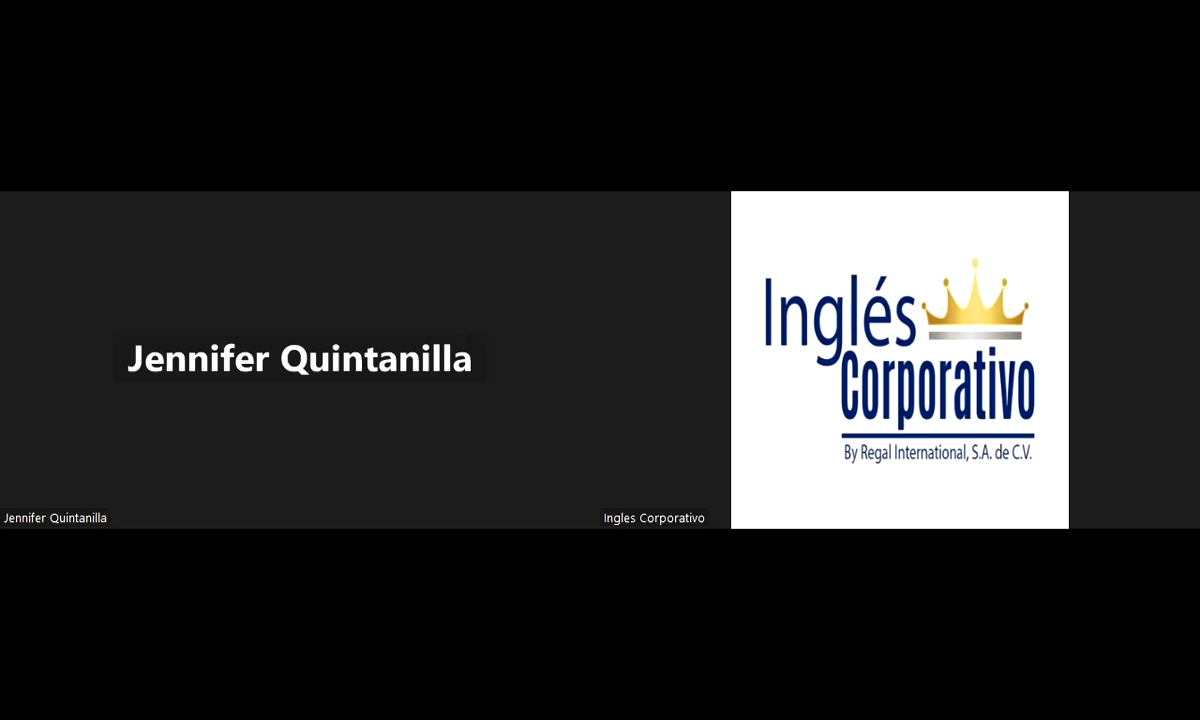 Jennifer Quintanilla
Jennifer Quintanilla
Ingles Corporativo
Inglés
Corporativo
By Regal International, S.A. de C.V.